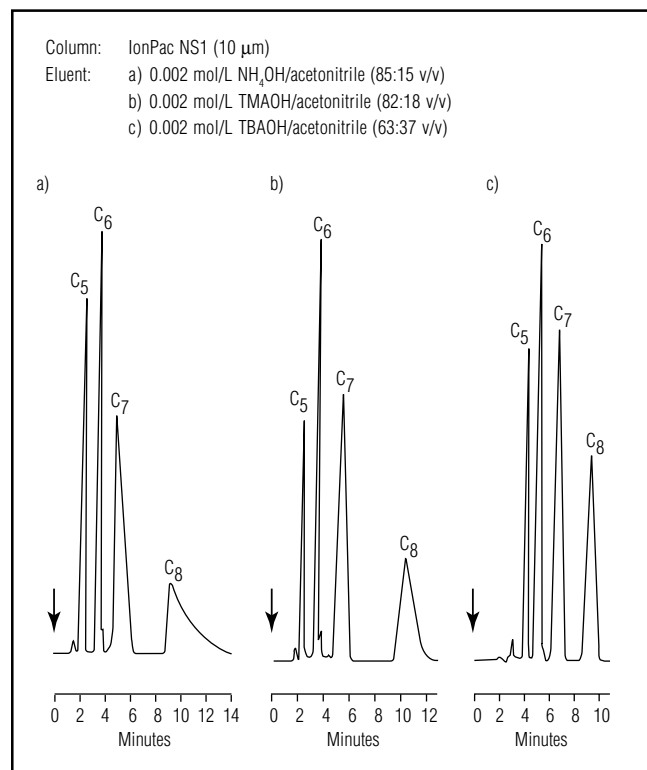 Column: IonPac NS1 (10 μm)
Eluent: a) 0.002 mol/L NH₄OH/acetonitrile (85:15 v/v)
b) 0.002 mol/L TMAOH/acetonitrile (82:18 v/v)
c) 0.002 mol/L TBAOH/acetonitrile (63:37 v/v)
a)
C₅
C₆
C₇
C₈
0 2 4 6 8 10 12 14
Minutes
b)
C₅
C₆
C₇
C₈
0 2 4 6 8 10 12
Minutes
c)
C₅
C₆
C₇
C₈
0 2 4 6 8 10
Minutes